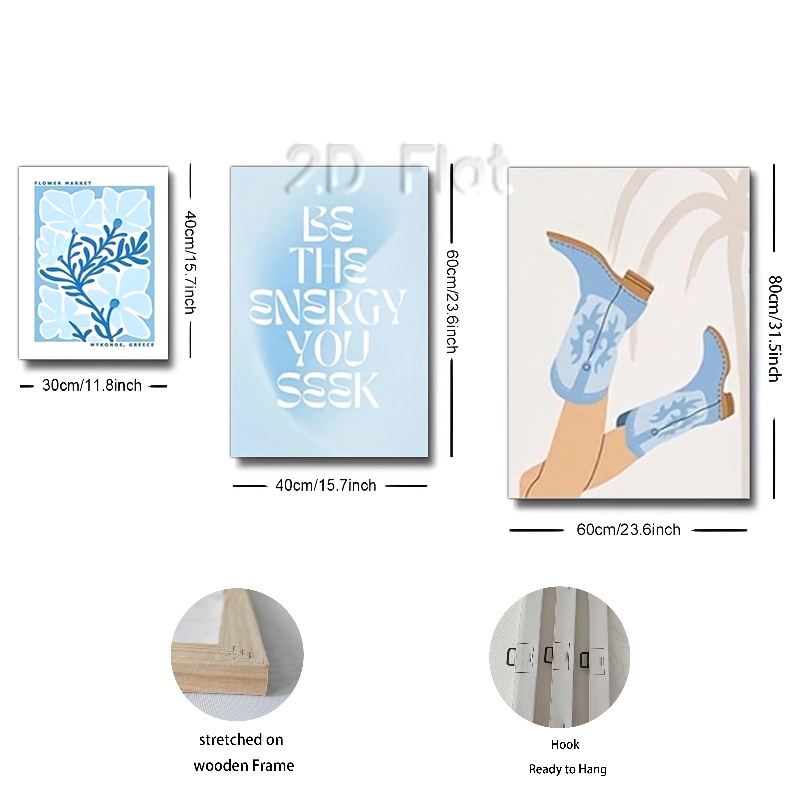 2D Flat
FLOWER MARKET
MYKONOS, GREECE
40cm/15.7inch
30cm/11.8inch
BE
THE
ENERGY
YOU
SEEK
60cm/23.6inch
40cm/15.7inch
80cm/31.5inch
60cm/23.6inch
stretched on
wooden Frame
Hook
Ready to Hang